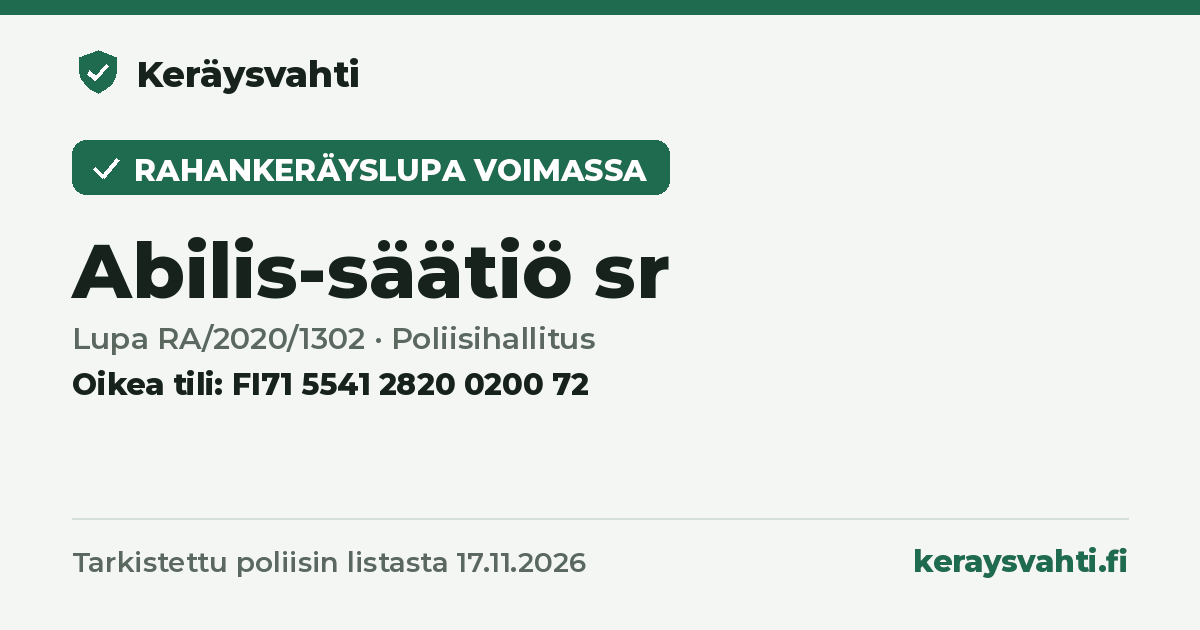 Keräysvahti
RAHANKERÄYSLUPA VOIMASSA
Abilis-säätiö sr
Lupa RA/2020/1302 · Poliisihallitus
Oikea tili: FI71 5541 2820 0200 72
Tarkistettu poliisin listasta 17.11.2026
keraysvahti.fi